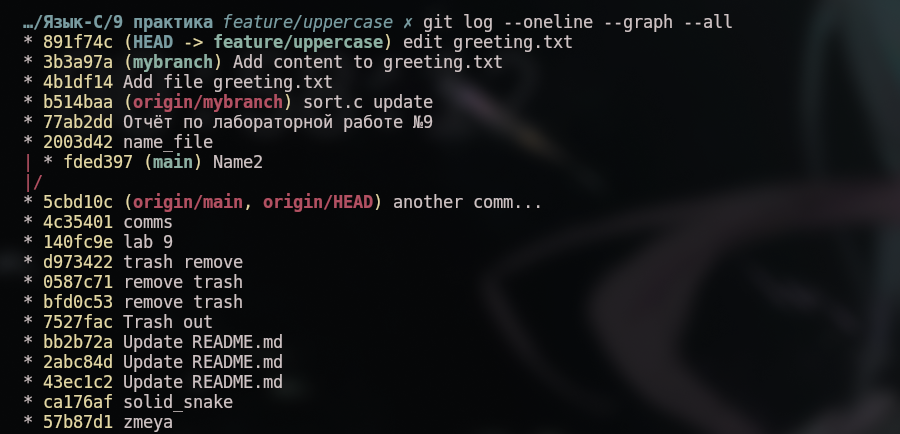 …/Язык-С/9 практика feature/uppercase ✗ git log --oneline --graph --all
* 891f74c (HEAD -> feature/uppercase) edit greeting.txt
* 3b3a97a (mybranch) Add content to greeting.txt
* 4b1df14 Add file greeting.txt
* b514baa (origin/mybranch) sort.c update
* 77ab2dd Отчёт по лабораторной работе №9
* 2003d42 name_file
| * fded397 (main) Name2
|/
* 5cbd10c (origin/main, origin/HEAD) another comm...
* 4c35401 comms
* 140fc9e lab 9
* d973422 trash remove
* 0587c71 remove trash
* bfd0c53 remove trash
* 7527fac Trash out
* bb2b72a Update README.md
* 2abc84d Update README.md
* 43ec1c2 Update README.md
* ca176af solid_snake
* 57b87d1 zmeya